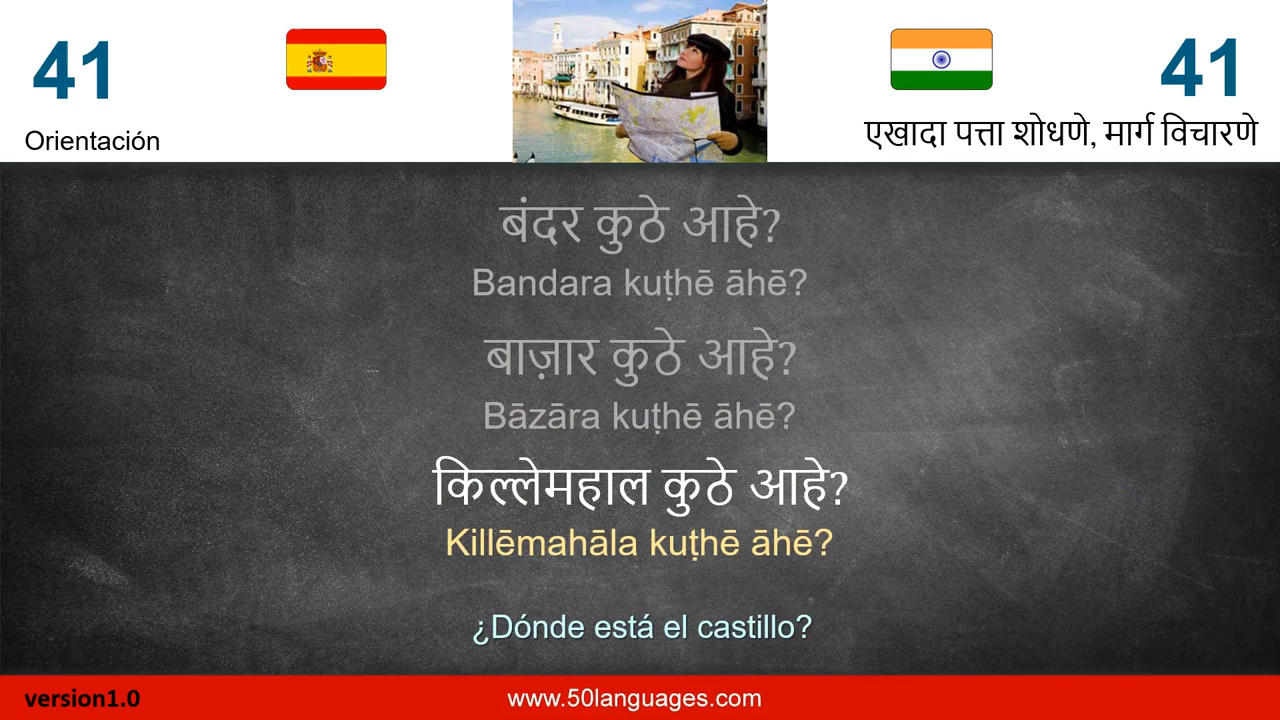 41
41
Orientación
एखादा पत्ता शोधणे, मार्ग विचारणे
बंदर कुठे आहे?
Bandara kuṭhē āhē?
बाज़ार कुठे आहे?
Bāzāra kuṭhē āhē?
किल्लेमहाल कुठे आहे?
Killēmahāla kuṭhē āhē?
¿Dónde está el castillo?
version1.0
www.50languages.com